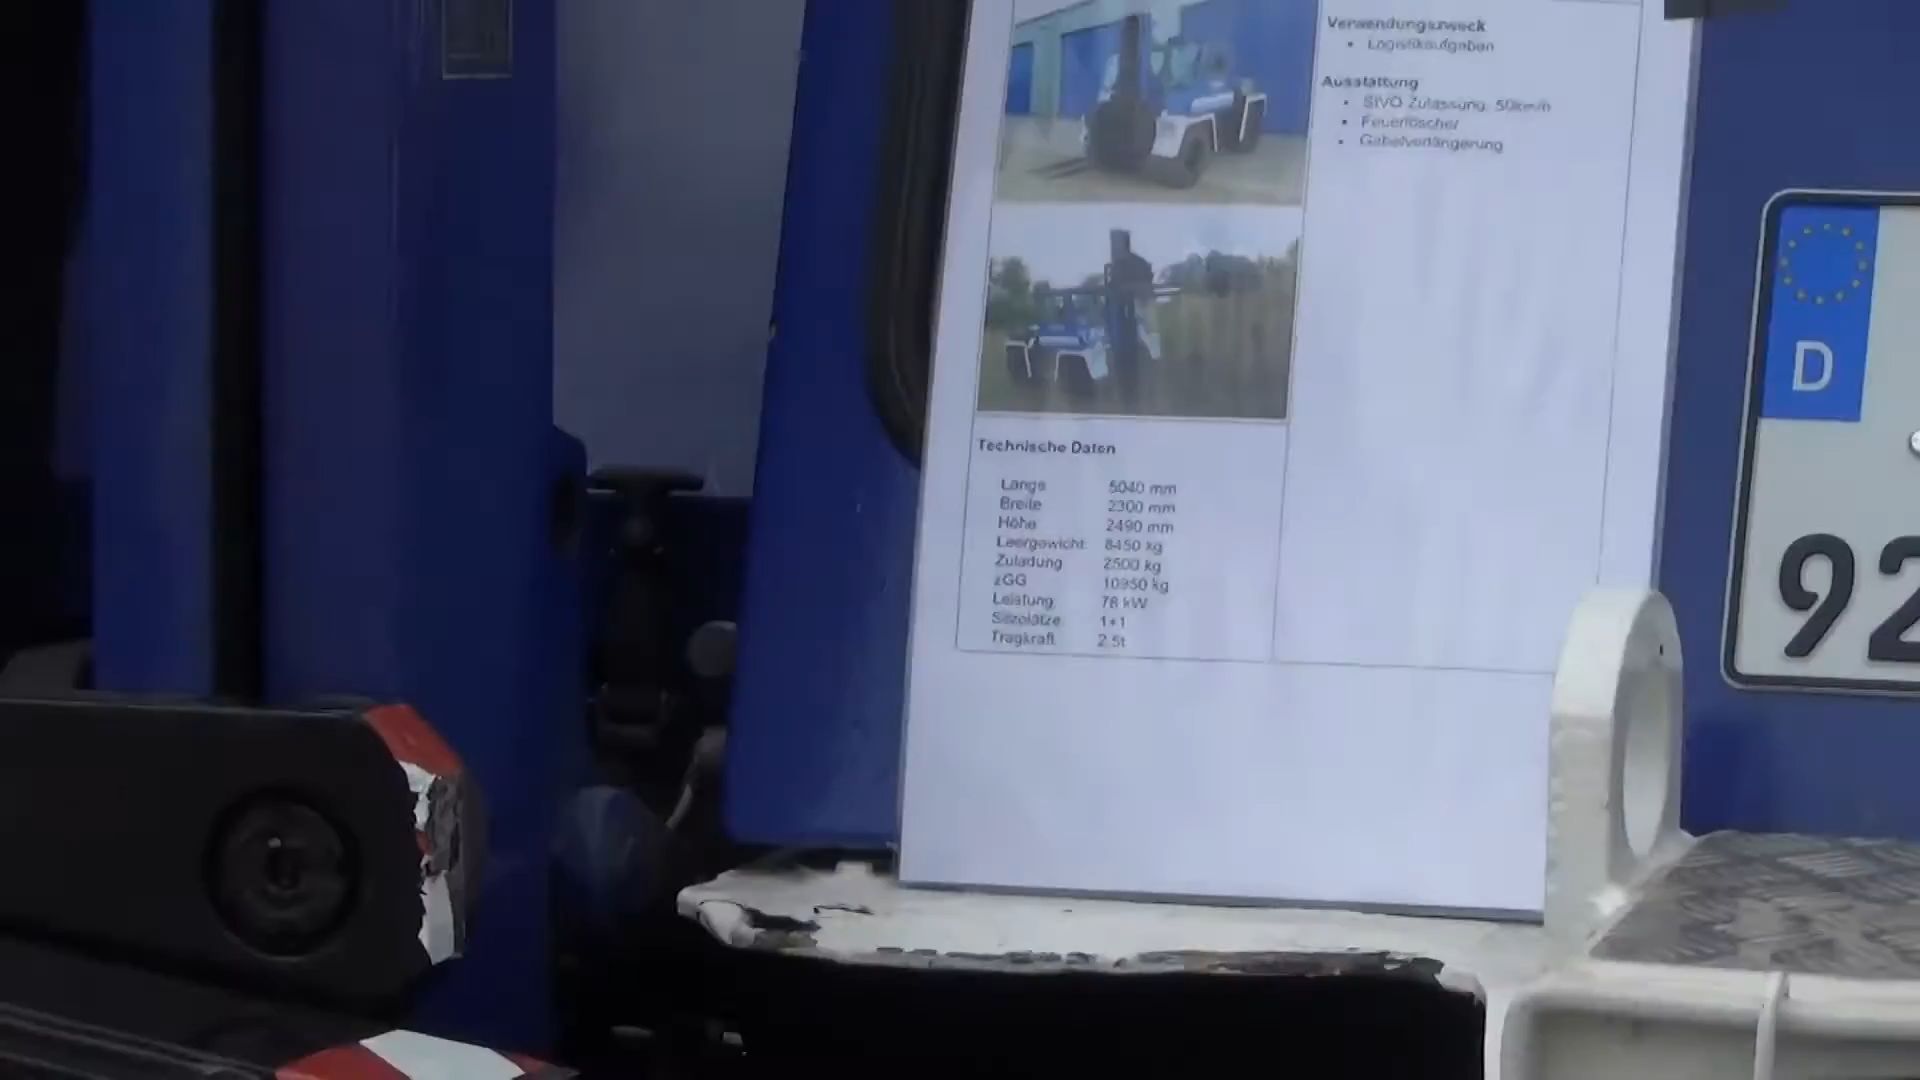 Verwendungszweck
• Logistikaufgaben
Ausstattung
• StVO Zulassung, 50km/h
• Feuerlöscher
• Gabelverlängerung
Technische Daten
Länge 5040 mm
Breite 2300 mm
Höhe 2490 mm
Leergewicht: 8450 kg
Zuladung 2500 kg
zGG 10950 kg
Leistung: 78 kW
Sitzplätze: 1+1
Tragkraft: 2,5t
D
92